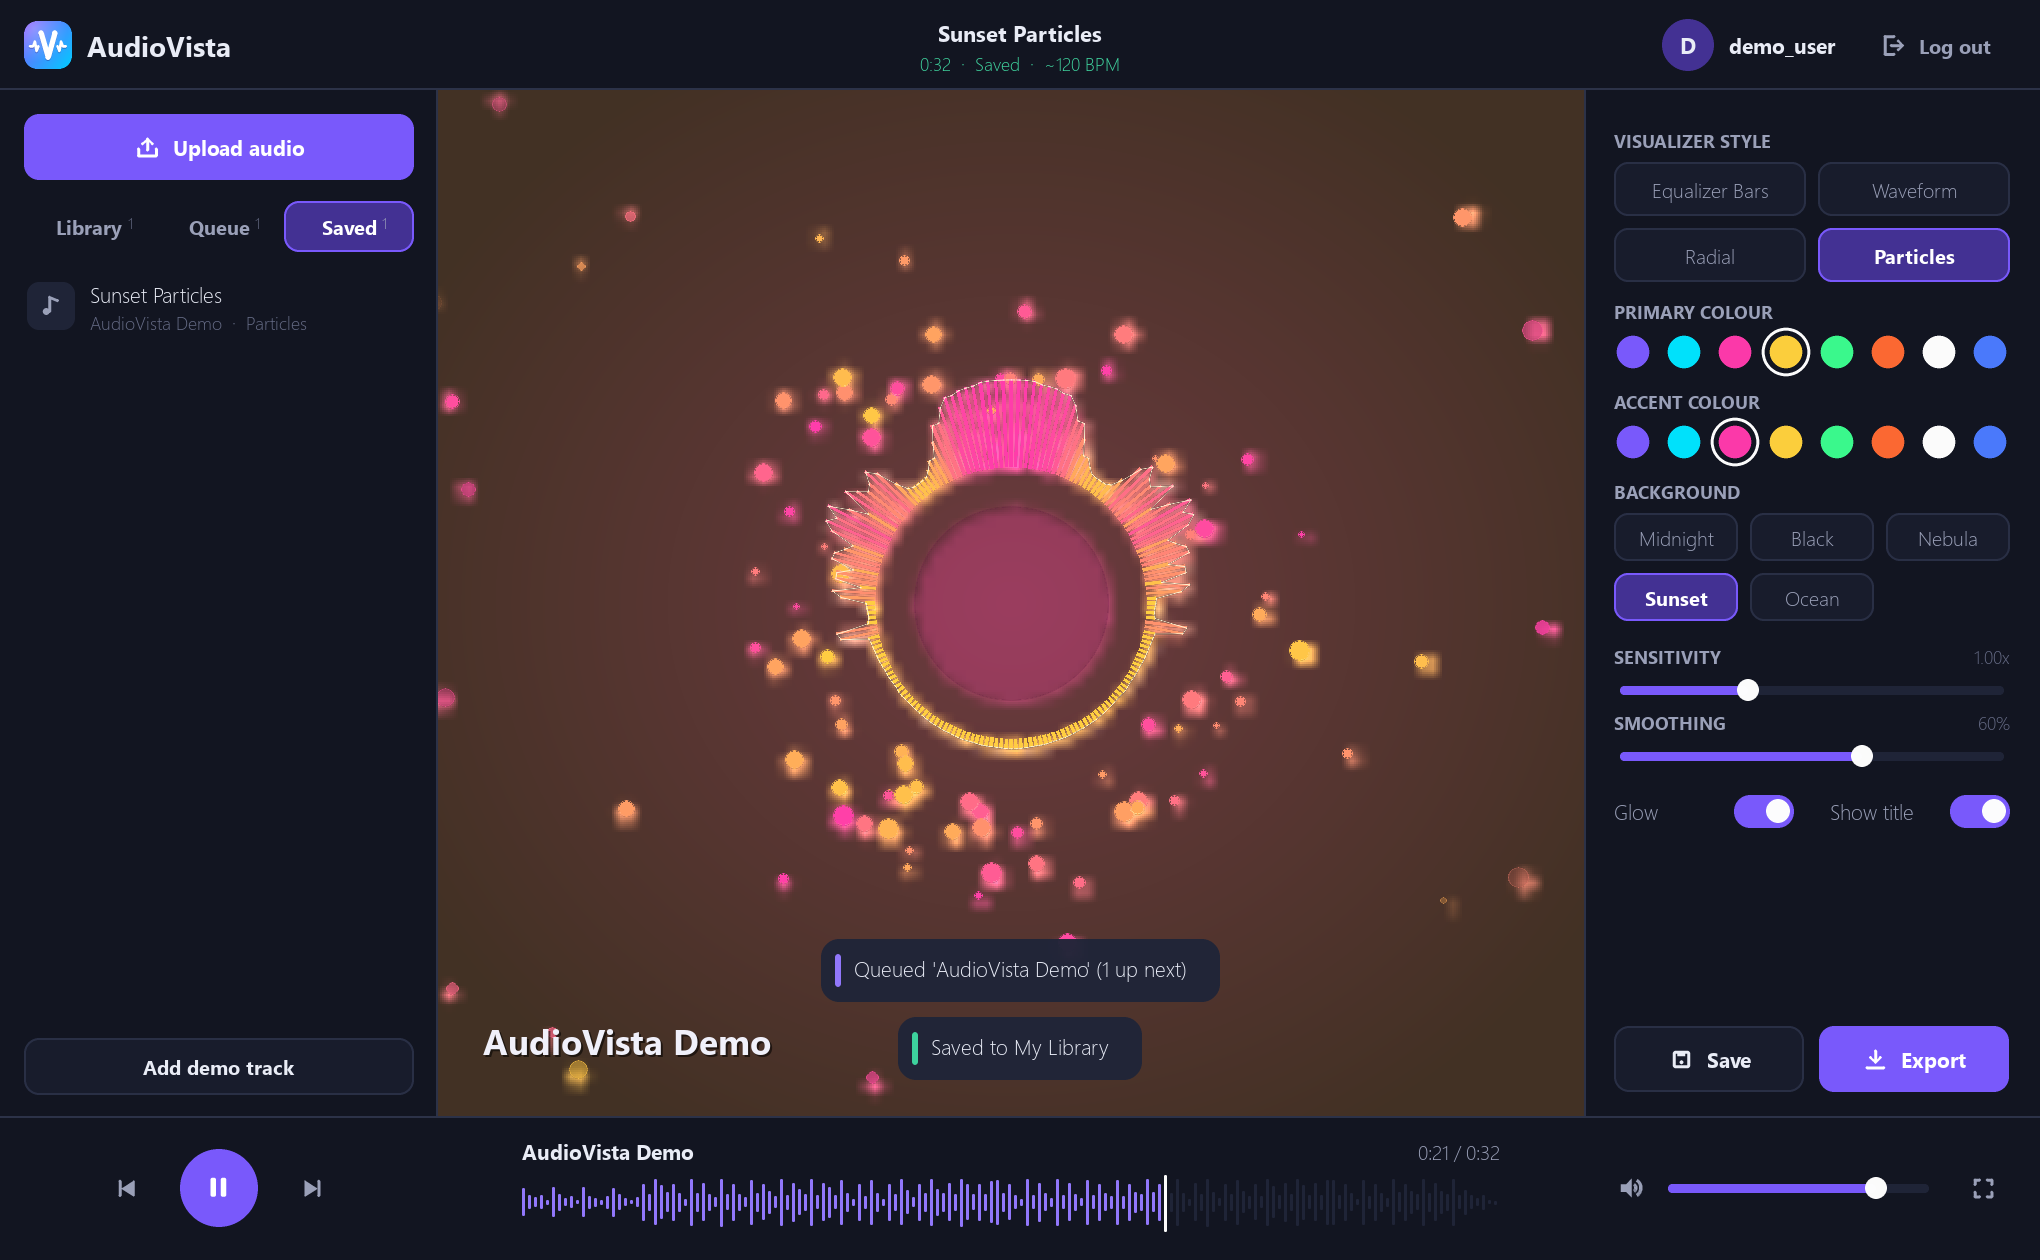 AudioVista
Sunset Particles
0:32 · Saved · ~120 BPM
D
demo_user
Log out
Upload audio
Library 1
Queue 1
Saved 1
Sunset Particles
AudioVista Demo · Particles
Add demo track
VISUALIZER STYLE
Equalizer Bars
Waveform
Radial
Particles
PRIMARY COLOUR
ACCENT COLOUR
BACKGROUND
Midnight
Black
Nebula
Sunset
Ocean
SENSITIVITY
1.00x
SMOOTHING
60%
Glow
Show title
Save
Export
Queued 'AudioVista Demo' (1 up next)
AudioVista Demo
Saved to My Library
AudioVista Demo
0:21 / 0:32